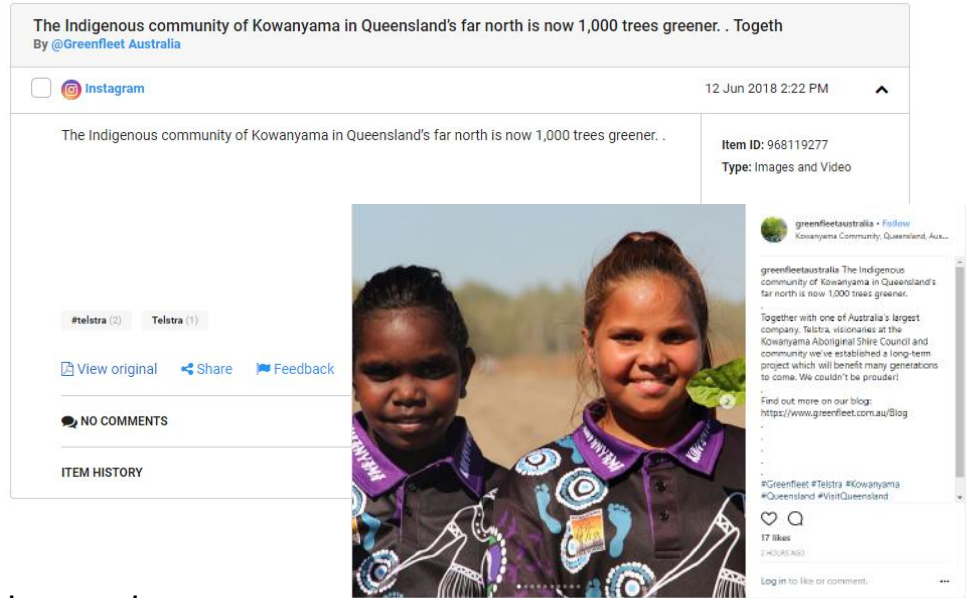 The Indigenous community of Kowanyama in Queensland's far north is now 1,000 trees greener. . Togeth
By @Greenfleet Australia
Instagram
12 Jun 2018 2:22 PM
The Indigenous community of Kowanyama in Queensland's far north is now 1,000 trees greener. .
Item ID: 968119277
Type: Images and Video
#telstra (2)
Telstra (1)
View original
Share
Feedback
NO COMMENTS
ITEM HISTORY
KOWANYAMA
2
greenfleetaustralia • Follow
Kowanyama Community, Queensland, Aus...
greenfleetaustralia The Indigenous
community of Kowanyama in Queensland's
far north is now 1,000 trees greener.
.
Together with one of Australia's largest
company. Telstra, visionaries at the
Kowanyama Aboriginal Shire Council and
community we've established a long-term
project which will benefit many generations
to come. We couldn't be prouder!
.
Find out more on our blog:
https://www.greenfleet.com.au/Blog
.
.
.
.
.
#Greenfleet #Telstra #Kowanyama
#Queensland #VisitQueensland
17 likes
2 HOURS AGO
Log in to like or comment.
...